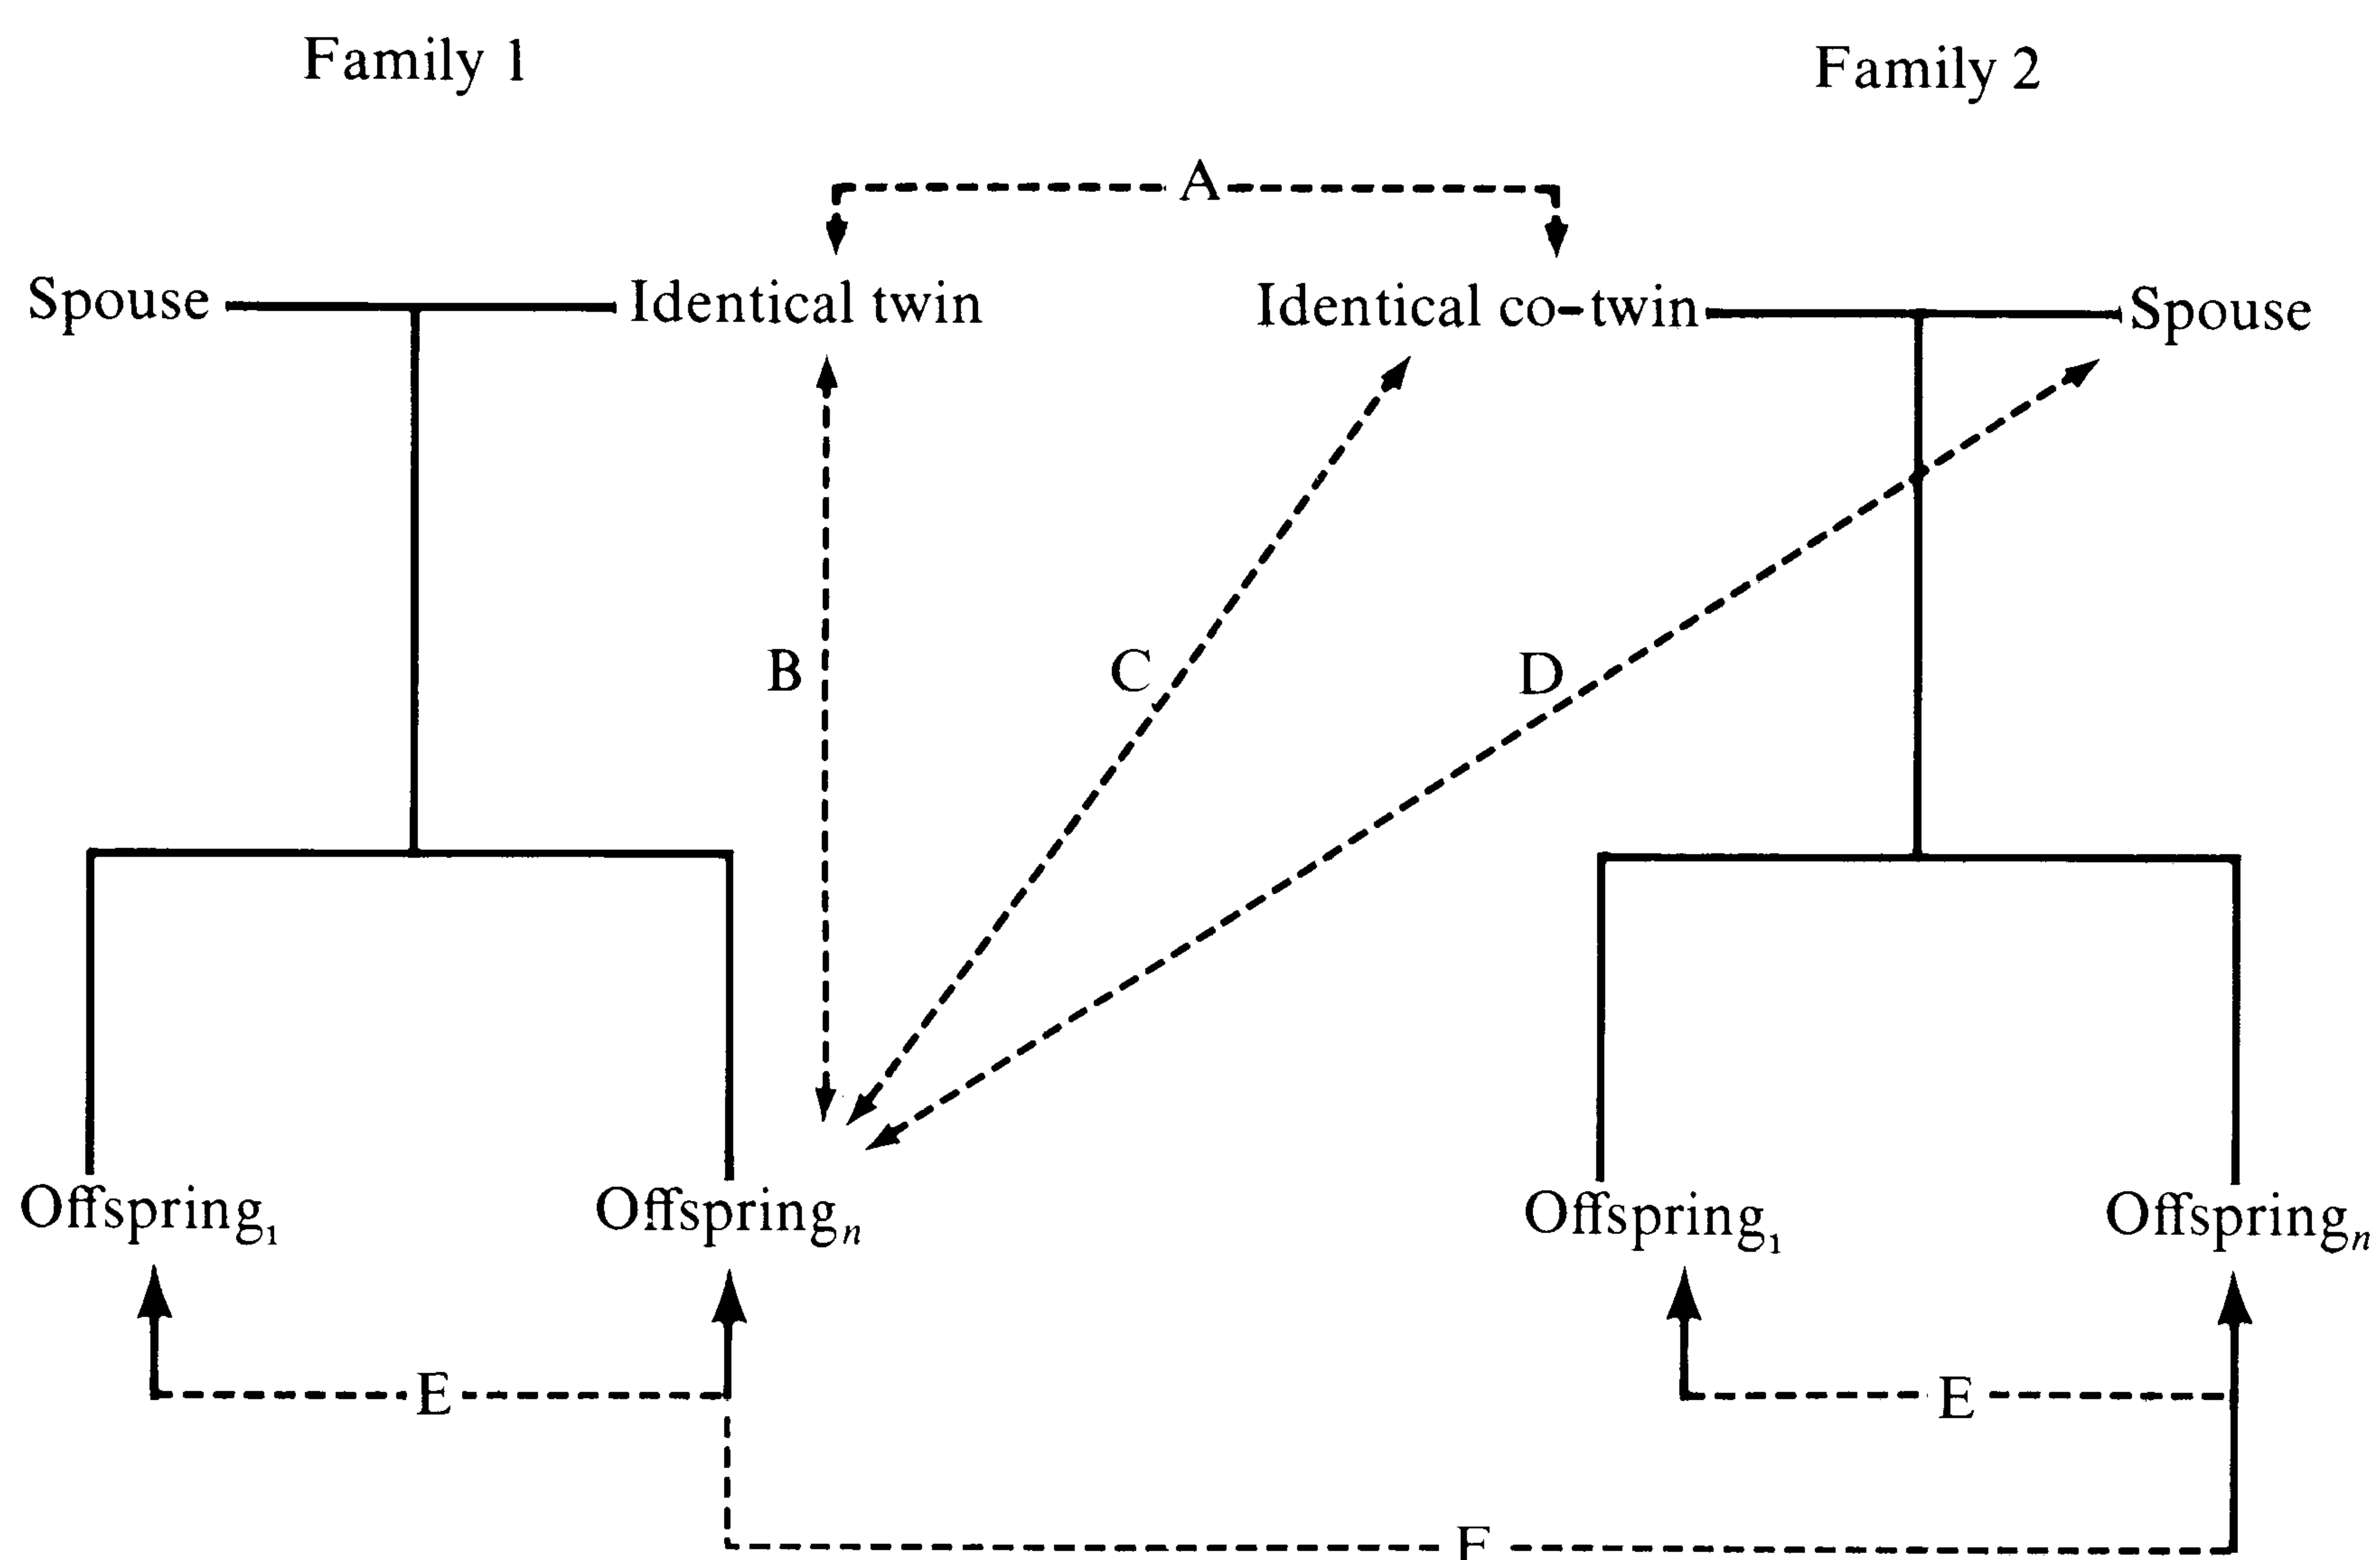 Family 1 Family 2
A
Spouse Identical twin Identical co-twin Spouse
B C D
Offspring₁ Offspringₙ Offspring₁ Offspringₙ
E E